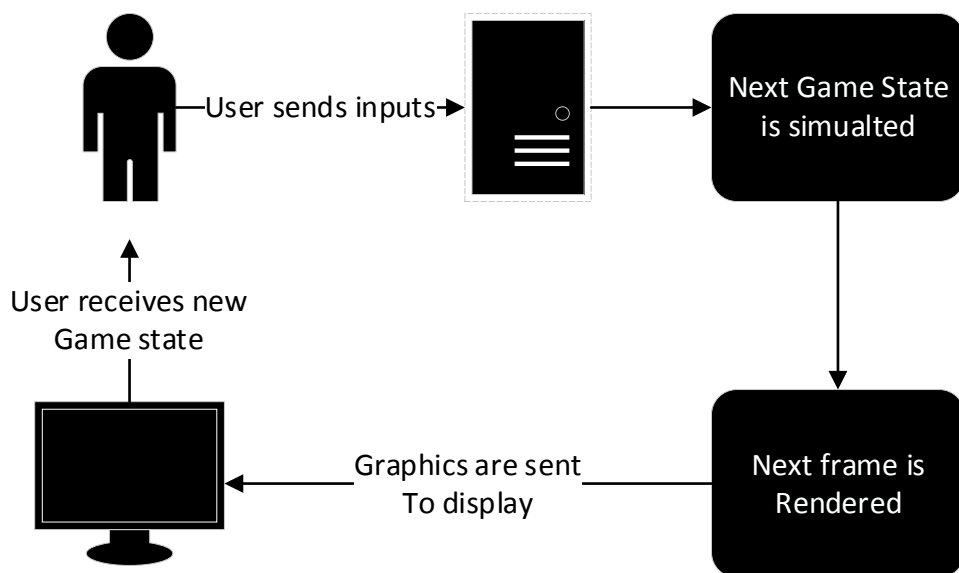 User sends inputs
Next Game State
is simualted
User receives new
Game state
Graphics are sent
To display
Next frame is
Rendered